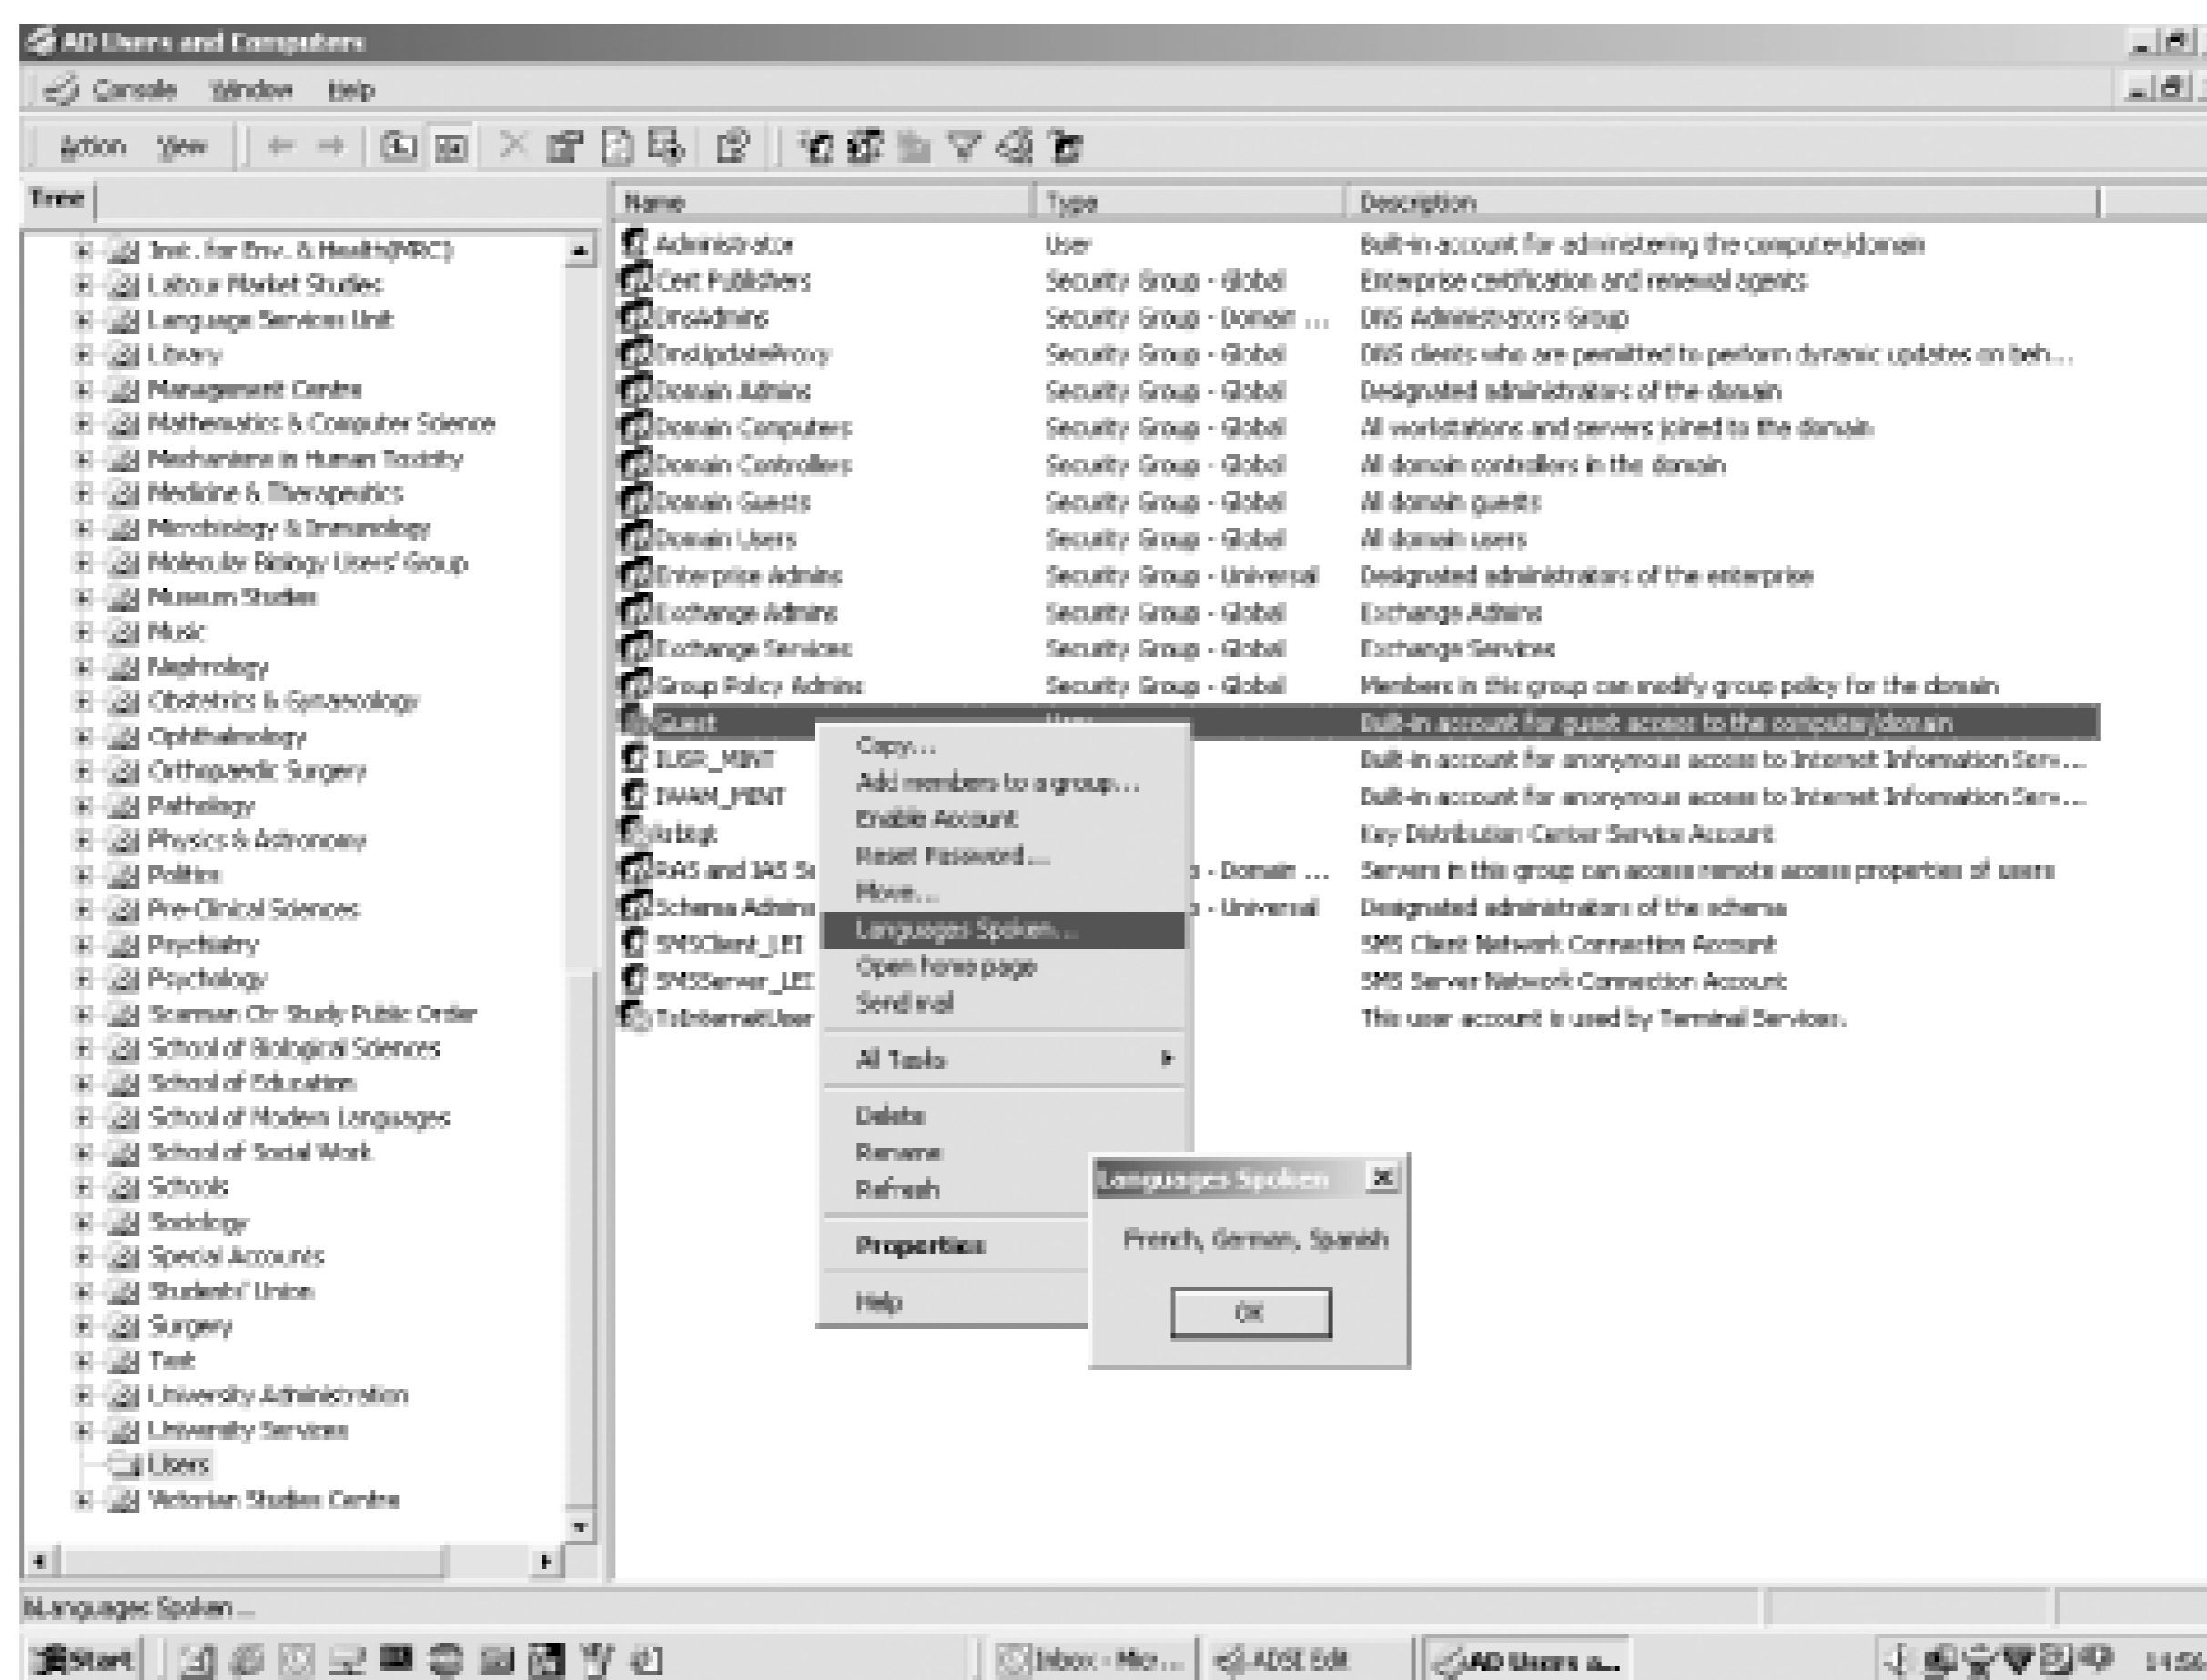 AD Users and Computers
Console Window Help
Action View
Tree
Name Type Description
Inst. for Env. & Health(MRC)
Labour Market Studies
Language Services Unit
Library
Management Centre
Mathematics & Computer Science
Mechanisms in Human Toxicity
Medicine & Therapeutics
Microbiology & Immunology
Molecular Biology Users' Group
Museum Studies
Music
Nephrology
Obstetrics & Gynaecology
Ophthalmology
Orthopaedic Surgery
Pathology
Physics & Astronomy
Politics
Pre-Clinical Sciences
Psychiatry
Psychology
Scarman Ctr Study Public Order
School of Biological Sciences
School of Education
School of Modern Languages
School of Social Work
Schools
Sociology
Special Accounts
Students' Union
Surgery
Test
University Administration
University Services
Users
Victorian Studies Centre
Administrator User Built-in account for administering the computer/domain
Cert Publishers Security Group - Global Enterprise certification and renewal agents
DnsAdmins Security Group - Domain ... DNS Administrators Group
DnsUpdateProxy Security Group - Global DNS clients who are permitted to perform dynamic updates on beh...
Domain Admins Security Group - Global Designated administrators of the domain
Domain Computers Security Group - Global All workstations and servers joined to the domain
Domain Controllers Security Group - Global All domain controllers in the domain
Domain Guests Security Group - Global All domain guests
Domain Users Security Group - Global All domain users
Enterprise Admins Security Group - Universal Designated administrators of the enterprise
Exchange Admins Security Group - Global Exchange Admins
Exchange Services Security Group - Global Exchange Services
Group Policy Admins Security Group - Global Members in this group can modify group policy for the domain
Guest Built-in account for guest access to the computer/domain
IUSR_MINT Built-in account for anonymous access to Internet Information Serv...
IWAM_MINT Built-in account for anonymous access to Internet Information Serv...
krbtgt Key Distribution Center Service Account
RAS and IAS Se p - Domain ... Servers in this group can access remote access properties of users
Schema Admins p - Universal Designated administrators of the schema
SMSClient_LEI SMS Client Network Connection Account
SMSServer_LEI SMS Server Network Connection Account
TsInternetUser This user account is used by Terminal Services.
Copy...
Add members to a group...
Enable Account
Reset Password...
Move...
Languages Spoken...
Open home page
Send mail
All Tasks
Delete
Rename
Refresh
Properties
Help
Languages Spoken
French, German, Spanish
OK
Languages Spoken ...
Start Inbox - Micr... ADSI Edit AD Users a... 14:56